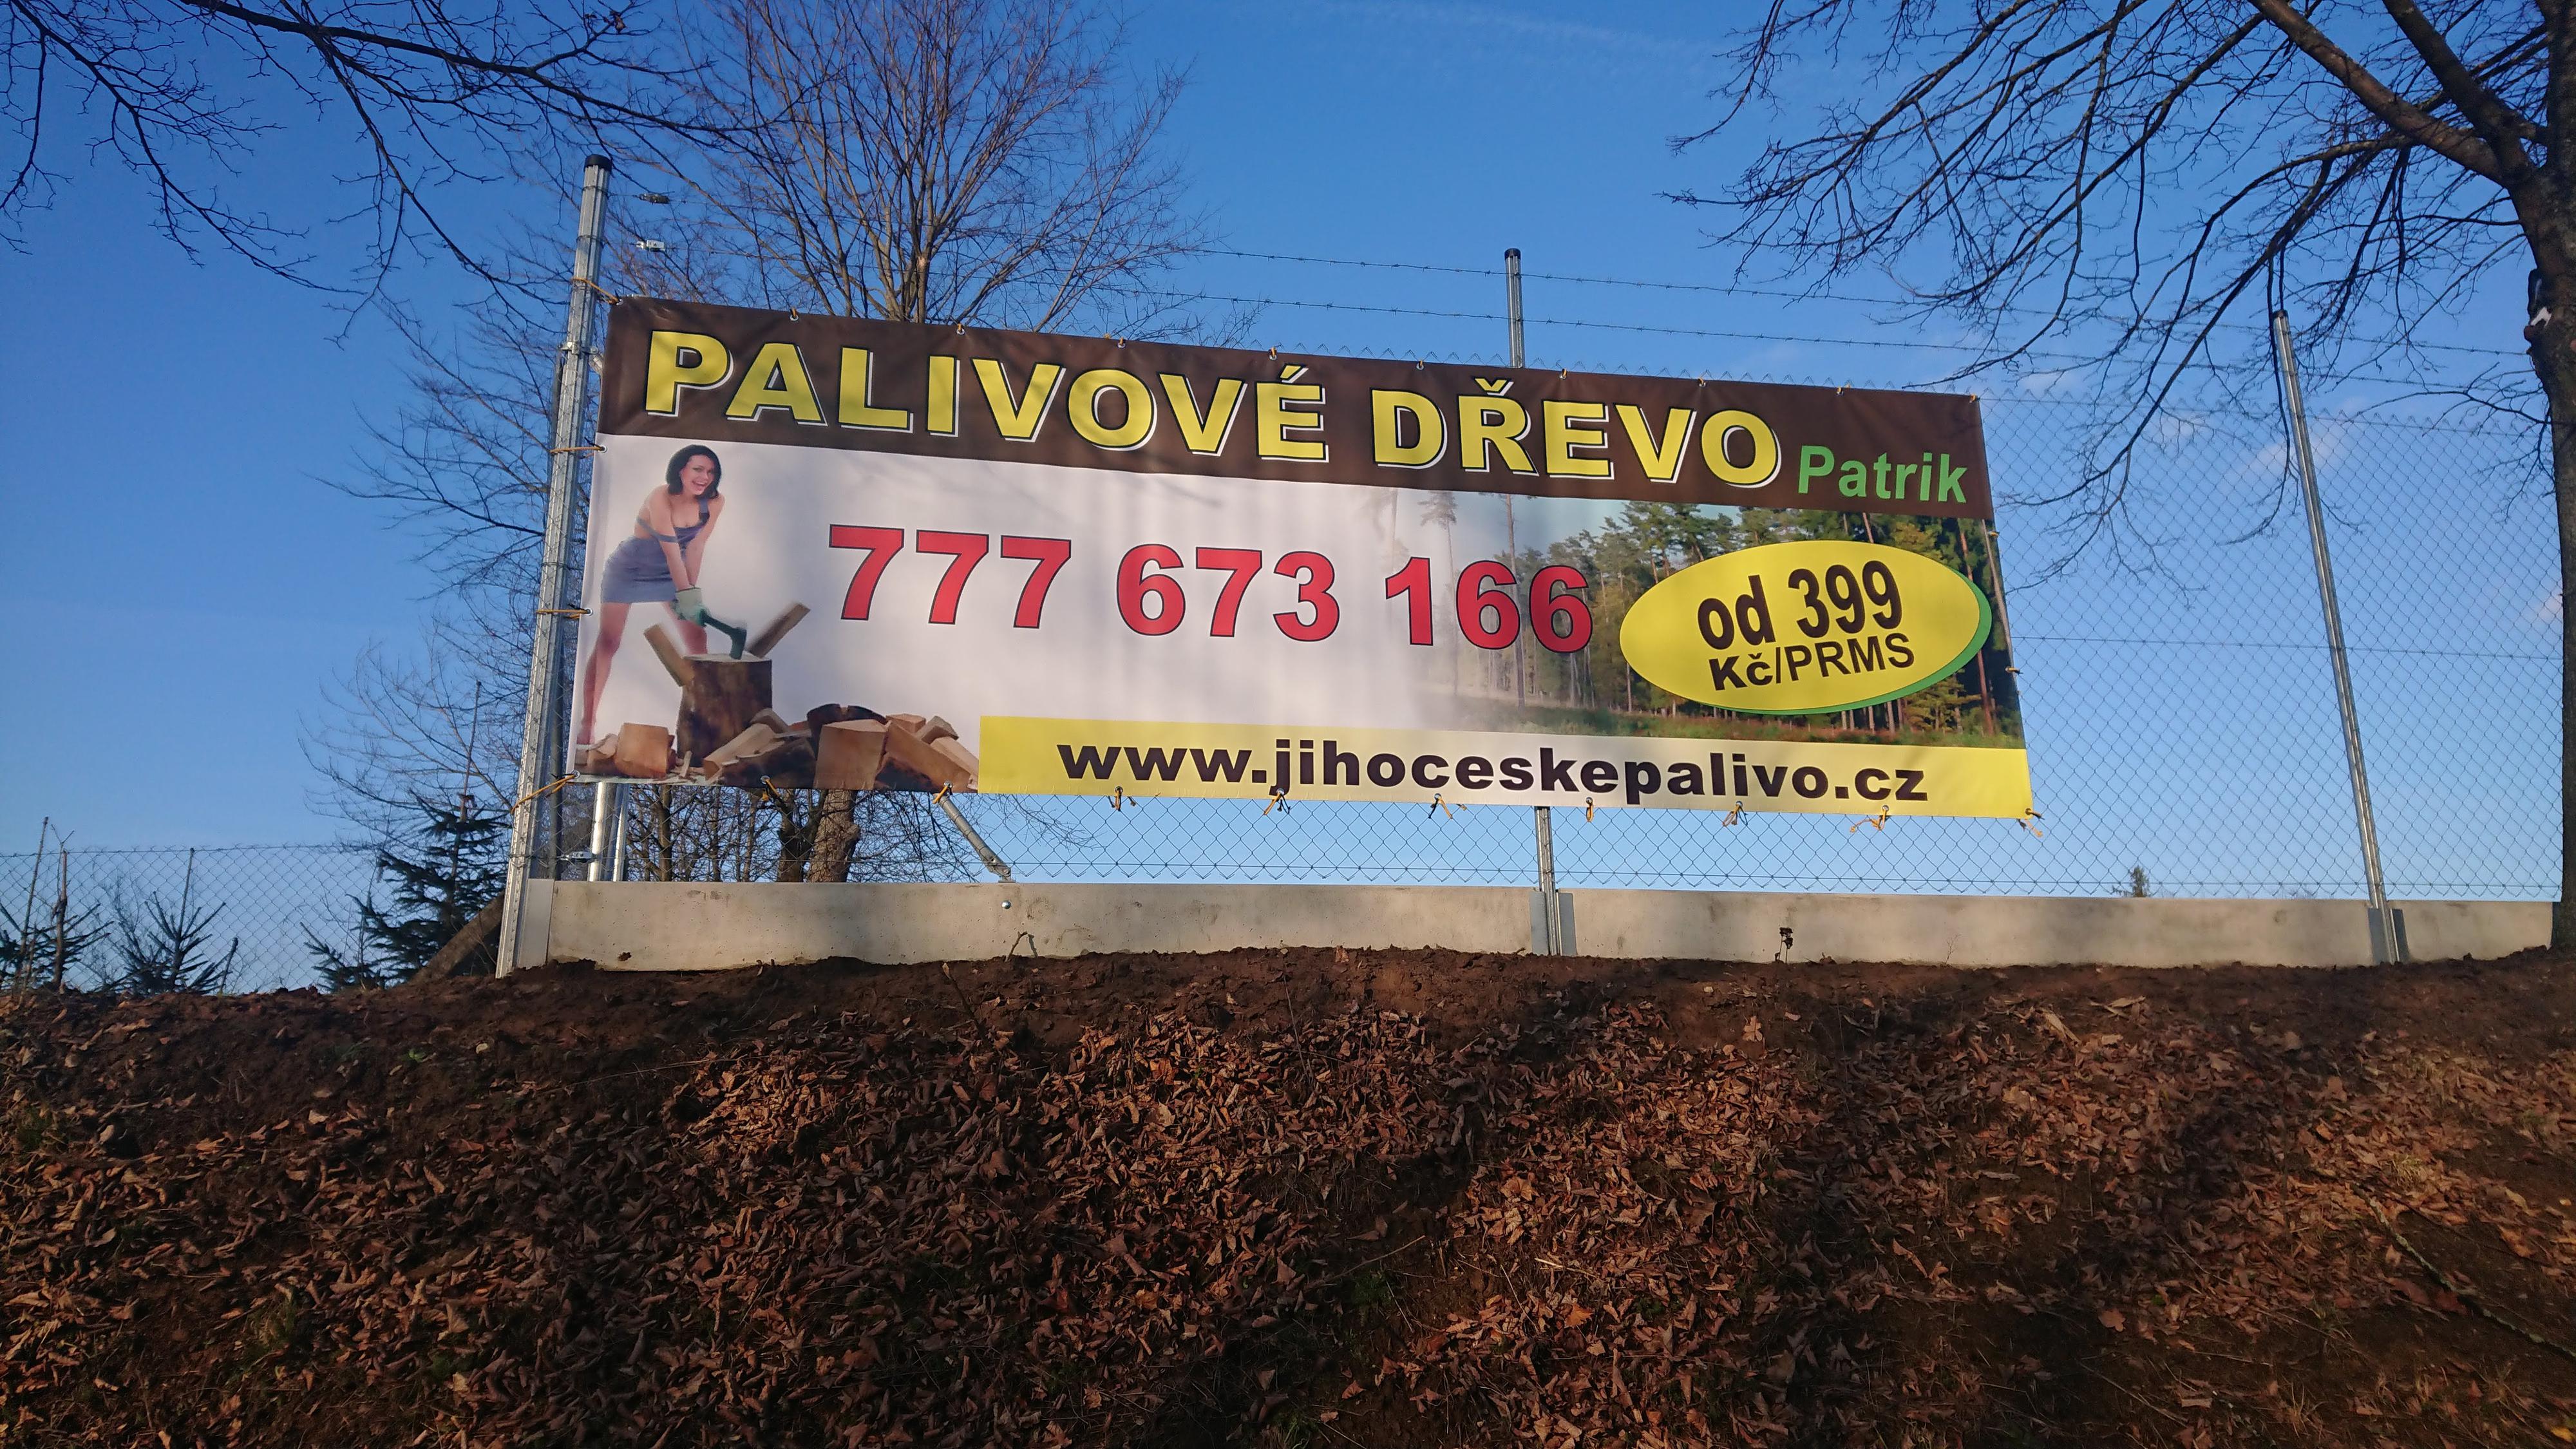 PALIVOVÉ DŘEVO Patrik
777 673 166
od 399
Kč/PRMS
www.jihoceskepalivo.cz